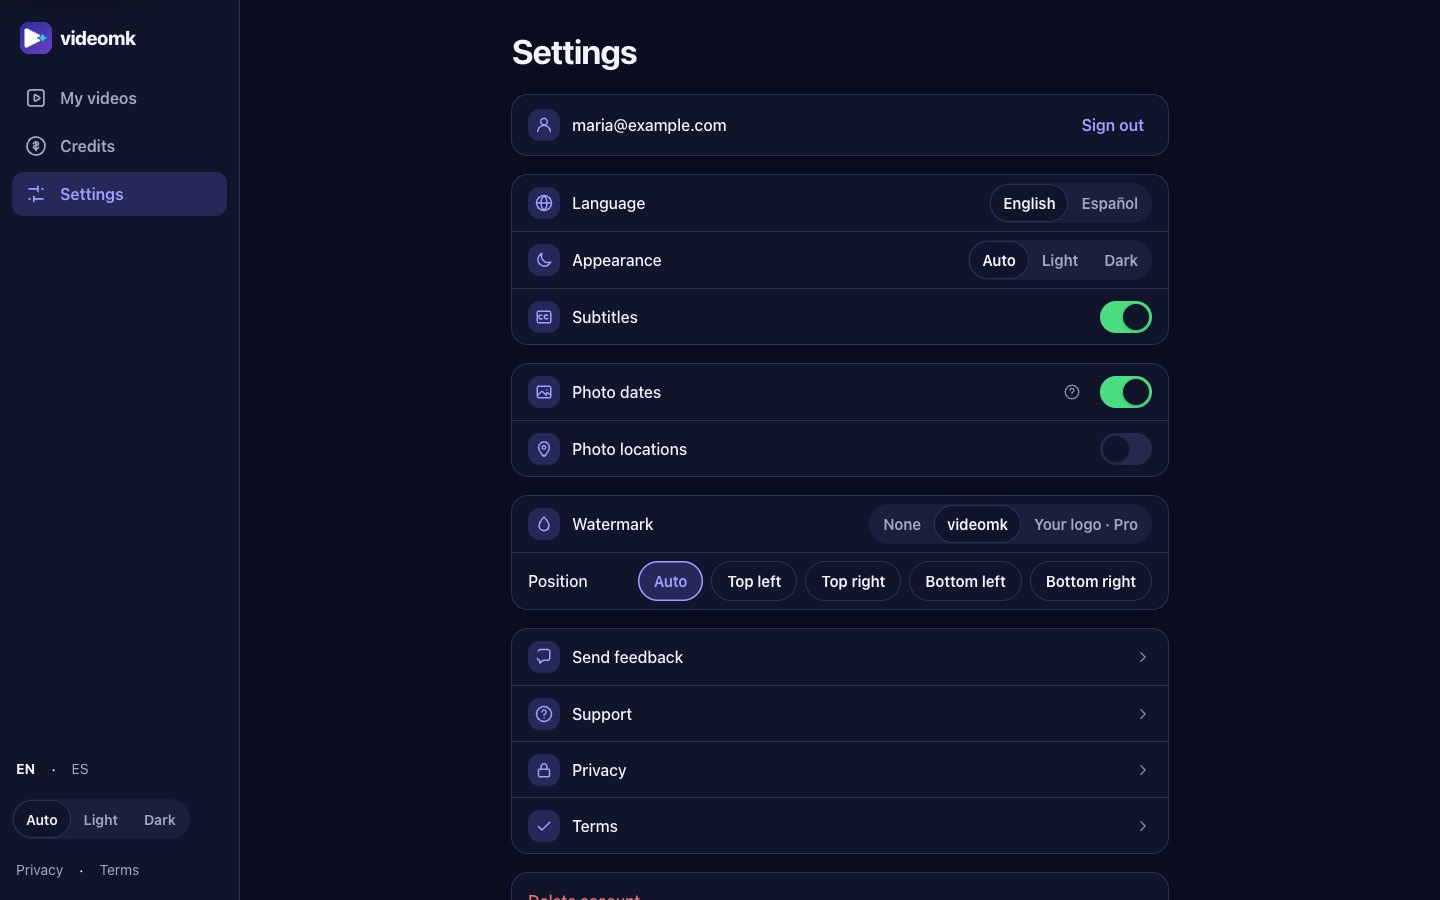 videomk
My videos
Credits
Settings
EN · ES
Auto Light Dark
Privacy · Terms
Settings
maria@example.com Sign out
Language English Español
Appearance Auto Light Dark
Subtitles
Photo dates
Photo locations
Watermark None videomk Your logo · Pro
Position Auto Top left Top right Bottom left Bottom right
Send feedback
Support
Privacy
Terms
Delete account